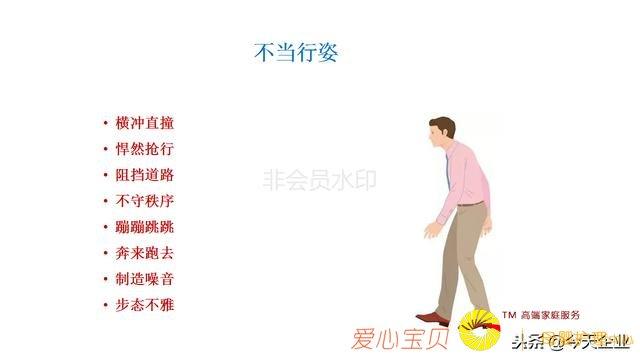 不当行姿
• 横冲直撞
• 悍然抢行
• 阻挡道路
• 不守秩序
• 蹦蹦跳跳
• 奔来跑去
• 制造噪音
• 步态不雅
非会员水印
TM 高端家庭服务
爱心宝贝
头条 @今天企业